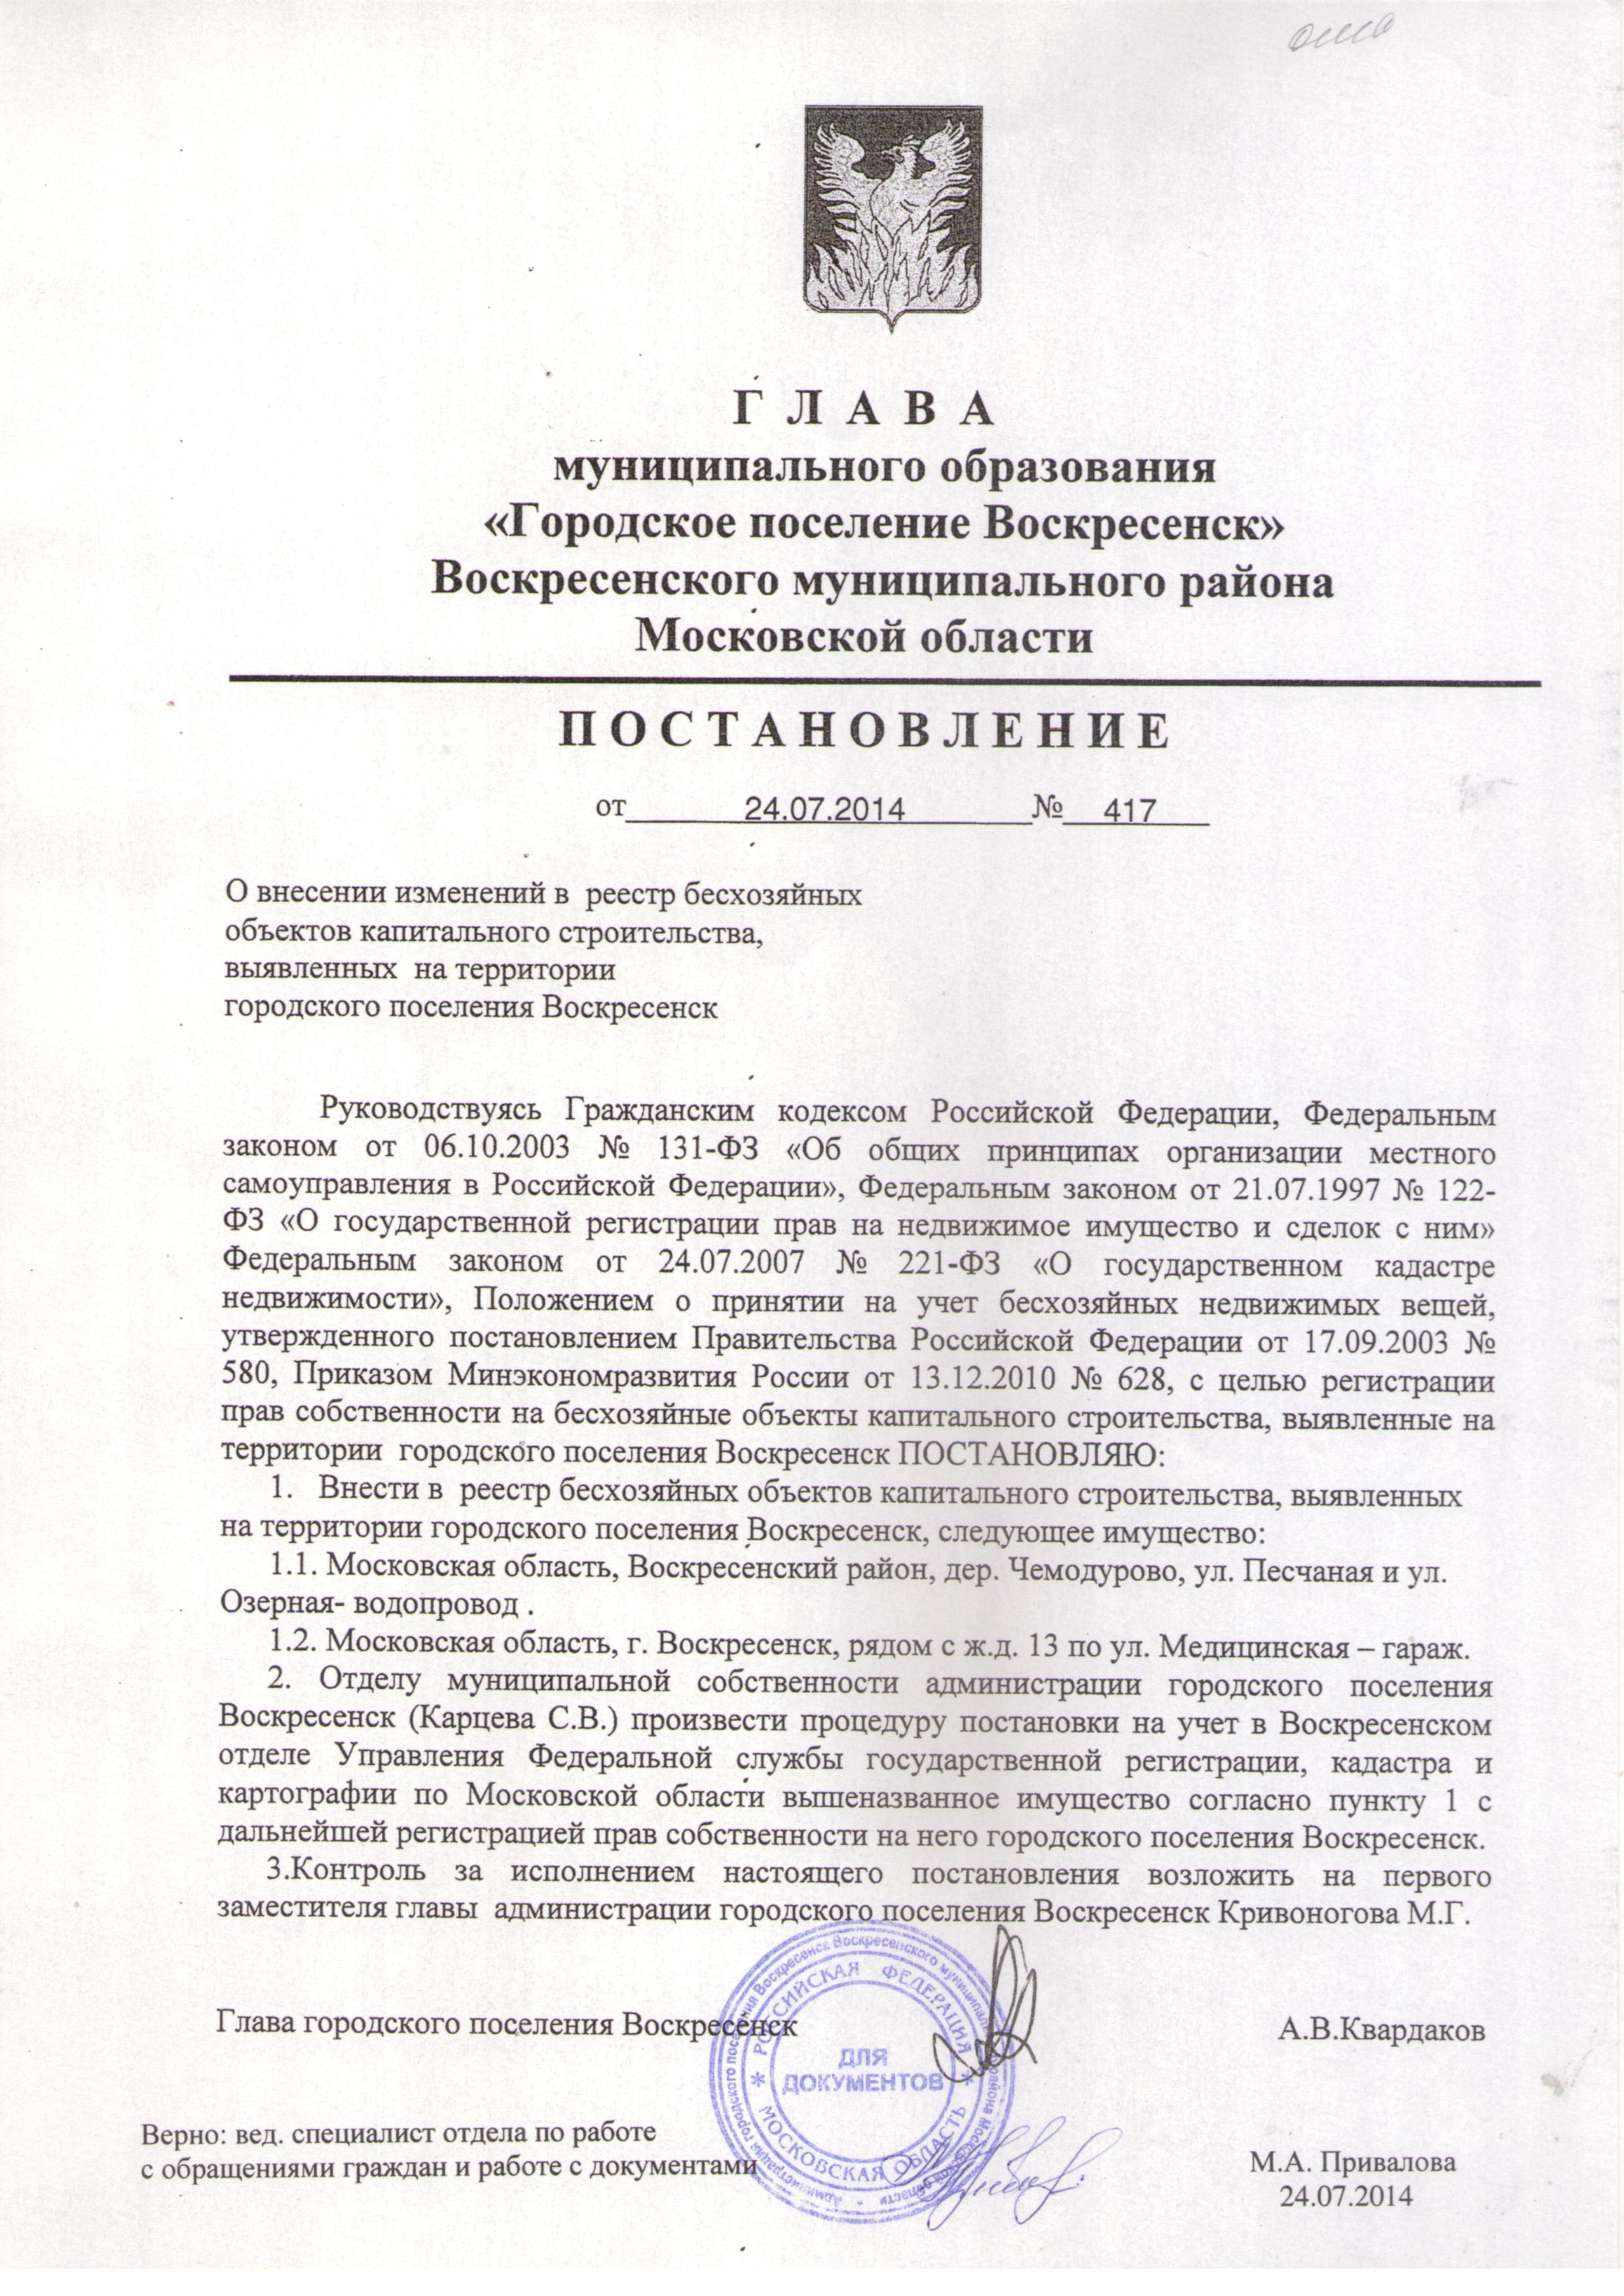 Г Л А В А
муниципального образования
«Городское поселение Воскресенск»
Воскресенского муниципального района
Московской области
П О С Т А Н О В Л Е Н И Е
от 24.07.2014 № 417
О внесении изменений в реестр бесхозяйных
объектов капитального строительства,
выявленных на территории
городского поселения Воскресенск
Руководствуясь Гражданским кодексом Российской Федерации, Федеральным
законом от 06.10.2003 № 131-ФЗ «Об общих принципах организации местного
самоуправления в Российской Федерации», Федеральным законом от 21.07.1997 № 122-
ФЗ «О государственной регистрации прав на недвижимое имущество и сделок с ним»
Федеральным законом от 24.07.2007 № 221-ФЗ «О государственном кадастре
недвижимости», Положением о принятии на учет бесхозяйных недвижимых вещей,
утвержденного постановлением Правительства Российской Федерации от 17.09.2003 №
580, Приказом Минэкономразвития России от 13.12.2010 № 628, с целью регистрации
прав собственности на бесхозяйные объекты капитального строительства, выявленные на
территории городского поселения Воскресенск ПОСТАНОВЛЯЮ:
1. Внести в реестр бесхозяйных объектов капитального строительства, выявленных
на территории городского поселения Воскресенск, следующее имущество:
1.1. Московская область, Воскресенский район, дер. Чемодурово, ул. Песчаная и ул.
Озерная- водопровод .
1.2. Московская область, г. Воскресенск, рядом с ж.д. 13 по ул. Медицинская – гараж.
2. Отделу муниципальной собственности администрации городского поселения
Воскресенск (Карцева С.В.) произвести процедуру постановки на учет в Воскресенском
отделе Управления Федеральной службы государственной регистрации, кадастра и
картографии по Московской области вышеназванное имущество согласно пункту 1 с
дальнейшей регистрацией прав собственности на него городского поселения Воскресенск.
3.Контроль за исполнением настоящего постановления возложить на первого
заместителя главы администрации городского поселения Воскресенск Кривоногова М.Г.
Глава городского поселения Воскресенск А.В.Квардаков
РОССИЙСКАЯ ФЕДЕРАЦИЯ
ДЛЯ
ДОКУМЕНТОВ
МОСКОВСКАЯ ОБЛАСТЬ
Верно: вед. специалист отдела по работе
с обращениями граждан и работе с документами М.А. Привалова
24.07.2014